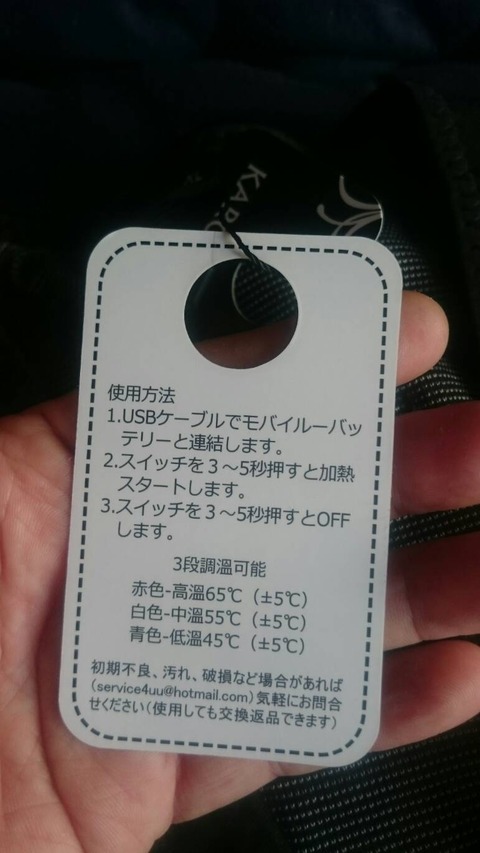 使用方法
1.USBケーブルでモバイルーバッ
テリーと連結します。
2.スイッチを３～5秒押すと加熱
スタートします。
3.スイッチを３～5秒押すとOFF
します。
3段調温可能
赤色-高温65℃（±5℃）
白色-中温55℃（±5℃）
青色-低温45℃（±5℃）
初期不良、汚れ、破損など場合があれば
（service4uu@hotmail.com）気軽にお問合
せください（使用しても交換返品できます）